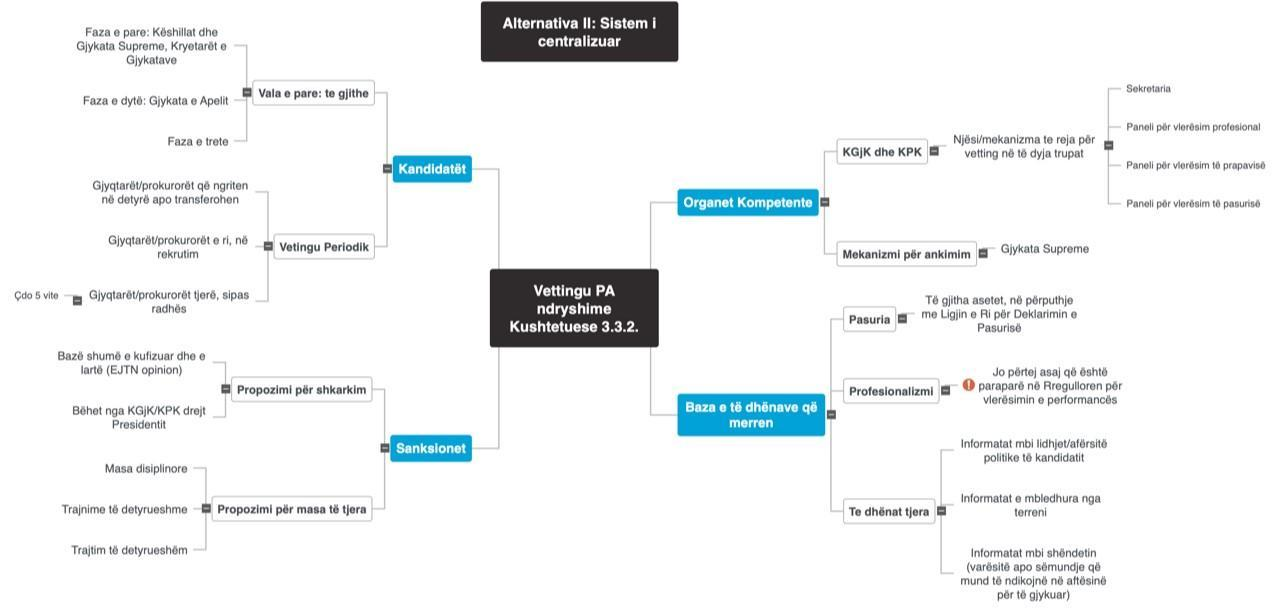 Alternativa II: Sistem i
centralizuar
Faza e pare: Këshillat dhe
Gjykata Supreme, Kryetarët e
Gjykatave
Vala e pare: te gjithe
Faza e dytë: Gjykata e Apelit
Faza e trete
Kandidatët
Gjyqtarët/prokurorët që ngriten
në detyrë apo transferohen
Gjyqtarët/prokurorët e ri, në
rekrutim
Vetingu Periodik
Çdo 5 vite
Gjyqtarët/prokurorët tjerë, sipas
radhës
Vettingu PA
ndryshime
Kushtetuese 3.3.2.
Bazë shumë e kufizuar dhe e
lartë (EJTN opinion)
Propozimi për shkarkim
Bëhet nga KGjK/KPK drejt
Presidentit
Sanksionet
Masa disiplinore
Trajnime të detyrueshme
Propozimi për masa të tjera
Trajtim të detyrueshëm
Organet Kompetente
KGjK dhe KPK
Njësi/mekanizma te reja për
vetting në të dyja trupat
Sekretaria
Paneli për vlerësim profesional
Paneli për vlerësim të prapavisë
Paneli për vlerësim të pasurisë
Mekanizmi për ankimim
Gjykata Supreme
Baza e të dhënave që
merren
Pasuria
Të gjitha asetet, në përputhje
me Ligjin e Ri për Deklarimin e
Pasurisë
Profesionalizmi
Jo përtej asaj që është
paraparë në Rregulloren për
vlerësimin e performancës
Te dhënat tjera
Informatat mbi lidhjet/afërsitë
politike të kandidatit
Informatat e mbledhura nga
terreni
Informatat mbi shëndetin
(varësitë apo sëmundje që
mund të ndikojnë në aftësinë
për të gjykuar)